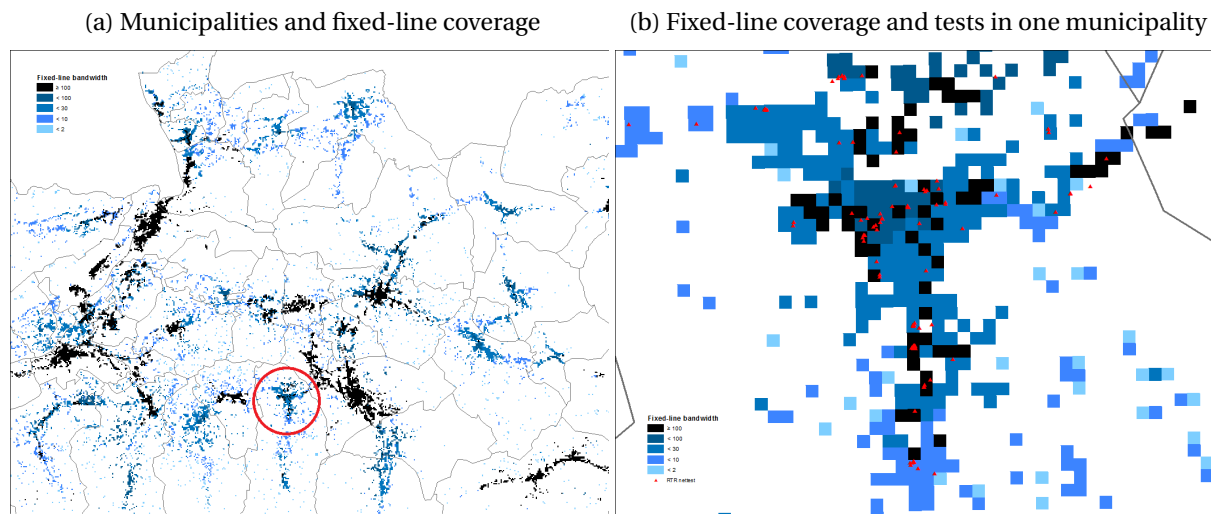 (a) Municipalities and fixed-line coverage
(b) Fixed-line coverage and tests in one municipality
Fixed-line bandwidth
≥ 100
< 100
< 30
< 10
< 2
Fixed-line bandwidth
≥ 100
< 100
< 30
< 10
< 2
RTR nettest